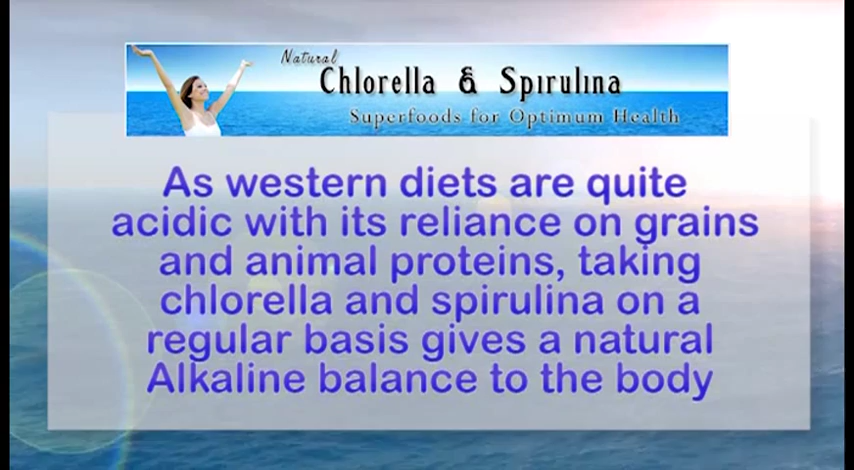 Natural
Chlorella & Spirulina
Superfoods for Optimum Health
As western diets are quite
acidic with its reliance on grains
and animal proteins, taking
chlorella and spirulina on a
regular basis gives a natural
Alkaline balance to the body